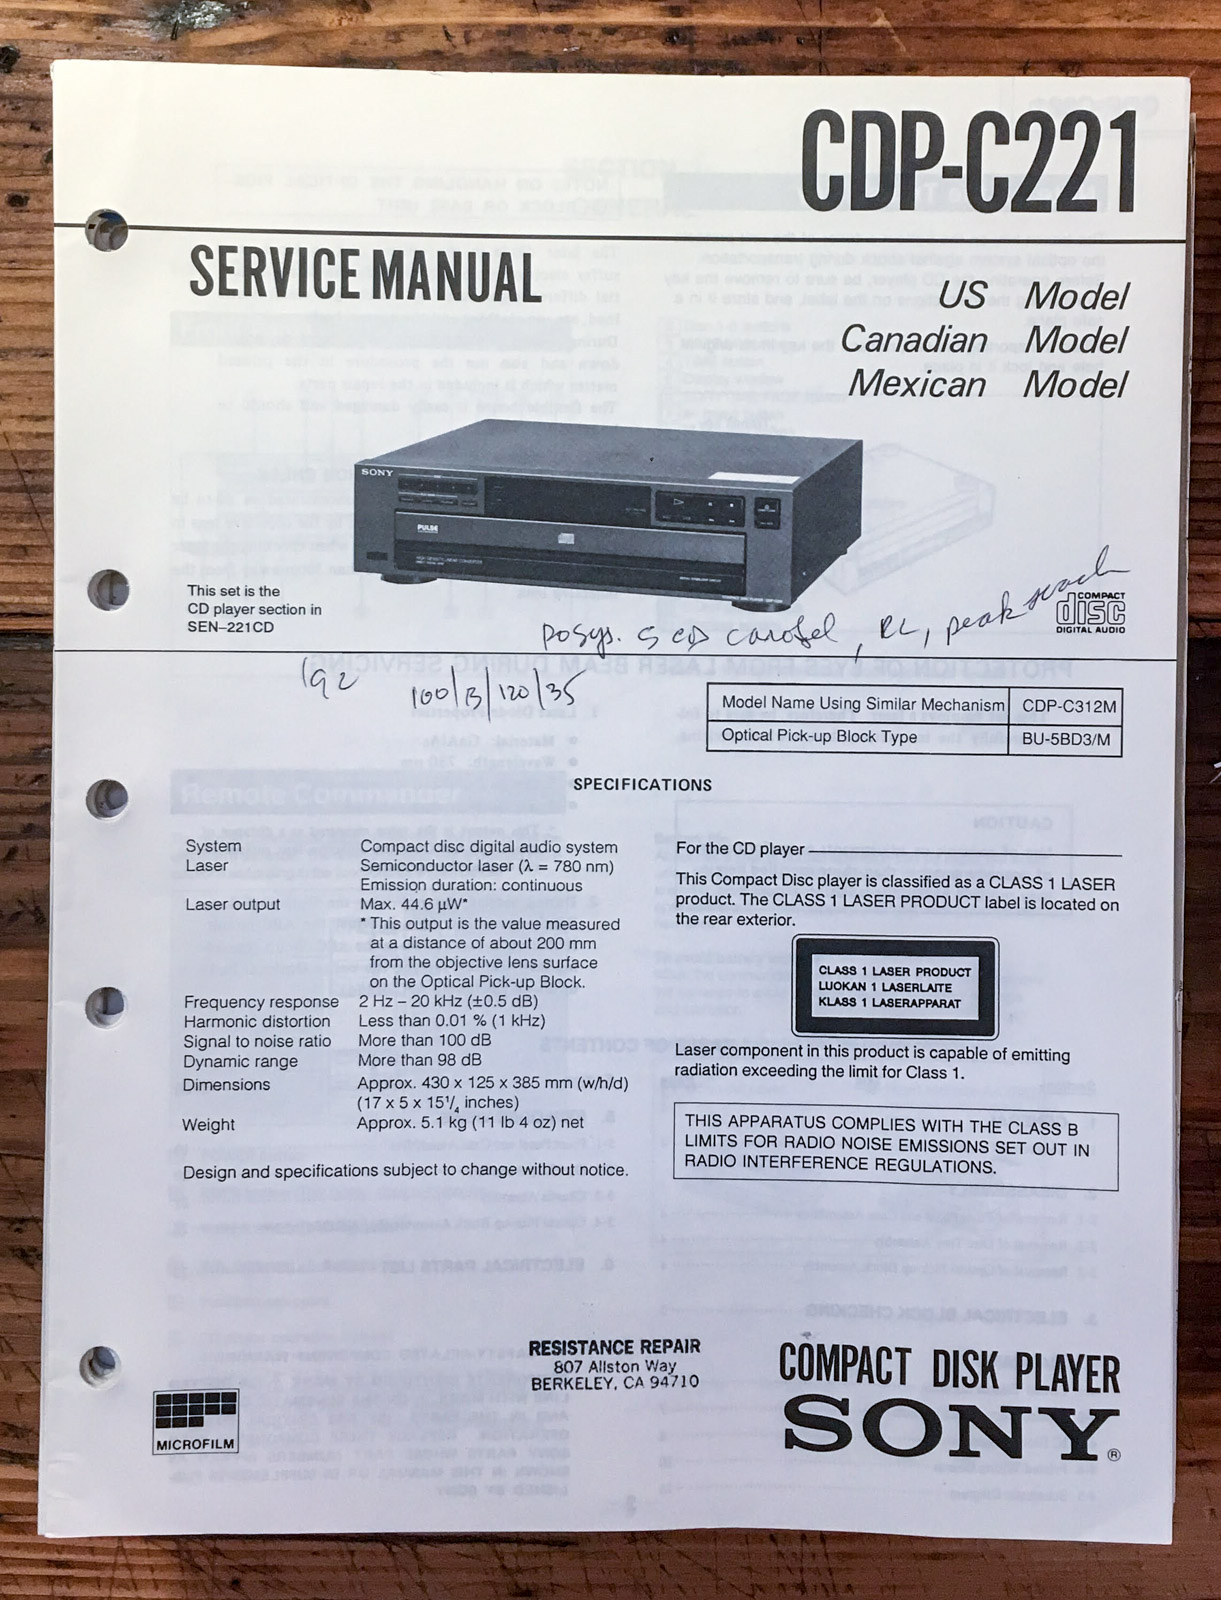 CDP-C221
SERVICE MANUAL
US Model
Canadian Model
Mexican Model
SONY
PULSE
This set is the
CD player section in
SEN–221CD
COMPACT
disc
DIGITAL AUDIO
5 CD carosel, RC, peak search
192 100/13/120/35
Model Name Using Similar Mechanism CDP-C312M
Optical Pick-up Block Type BU-5BD3/M
SPECIFICATIONS
System Compact disc digital audio system
Laser Semiconductor laser (λ = 780 nm)
Emission duration: continuous
Laser output Max. 44.6 µW*
* This output is the value measured
at a distance of about 200 mm
from the objective lens surface
on the Optical Pick-up Block.
Frequency response 2 Hz – 20 kHz (±0.5 dB)
Harmonic distortion Less than 0.01 % (1 kHz)
Signal to noise ratio More than 100 dB
Dynamic range More than 98 dB
Dimensions Approx. 430 x 125 x 385 mm (w/h/d)
(17 x 5 x 15 1/4 inches)
Weight Approx. 5.1 kg (11 lb 4 oz) net
Design and specifications subject to change without notice.
For the CD player
This Compact Disc player is classified as a CLASS 1 LASER
product. The CLASS 1 LASER PRODUCT label is located on
the rear exterior.
CLASS 1 LASER PRODUCT
LUOKAN 1 LASERLAITE
KLASS 1 LASERAPPARAT
Laser component in this product is capable of emitting
radiation exceeding the limit for Class 1.
THIS APPARATUS COMPLIES WITH THE CLASS B
LIMITS FOR RADIO NOISE EMISSIONS SET OUT IN
RADIO INTERFERENCE REGULATIONS.
RESISTANCE REPAIR
807 Allston Way
BERKELEY, CA 94710
MICROFILM
COMPACT DISK PLAYER
SONY®